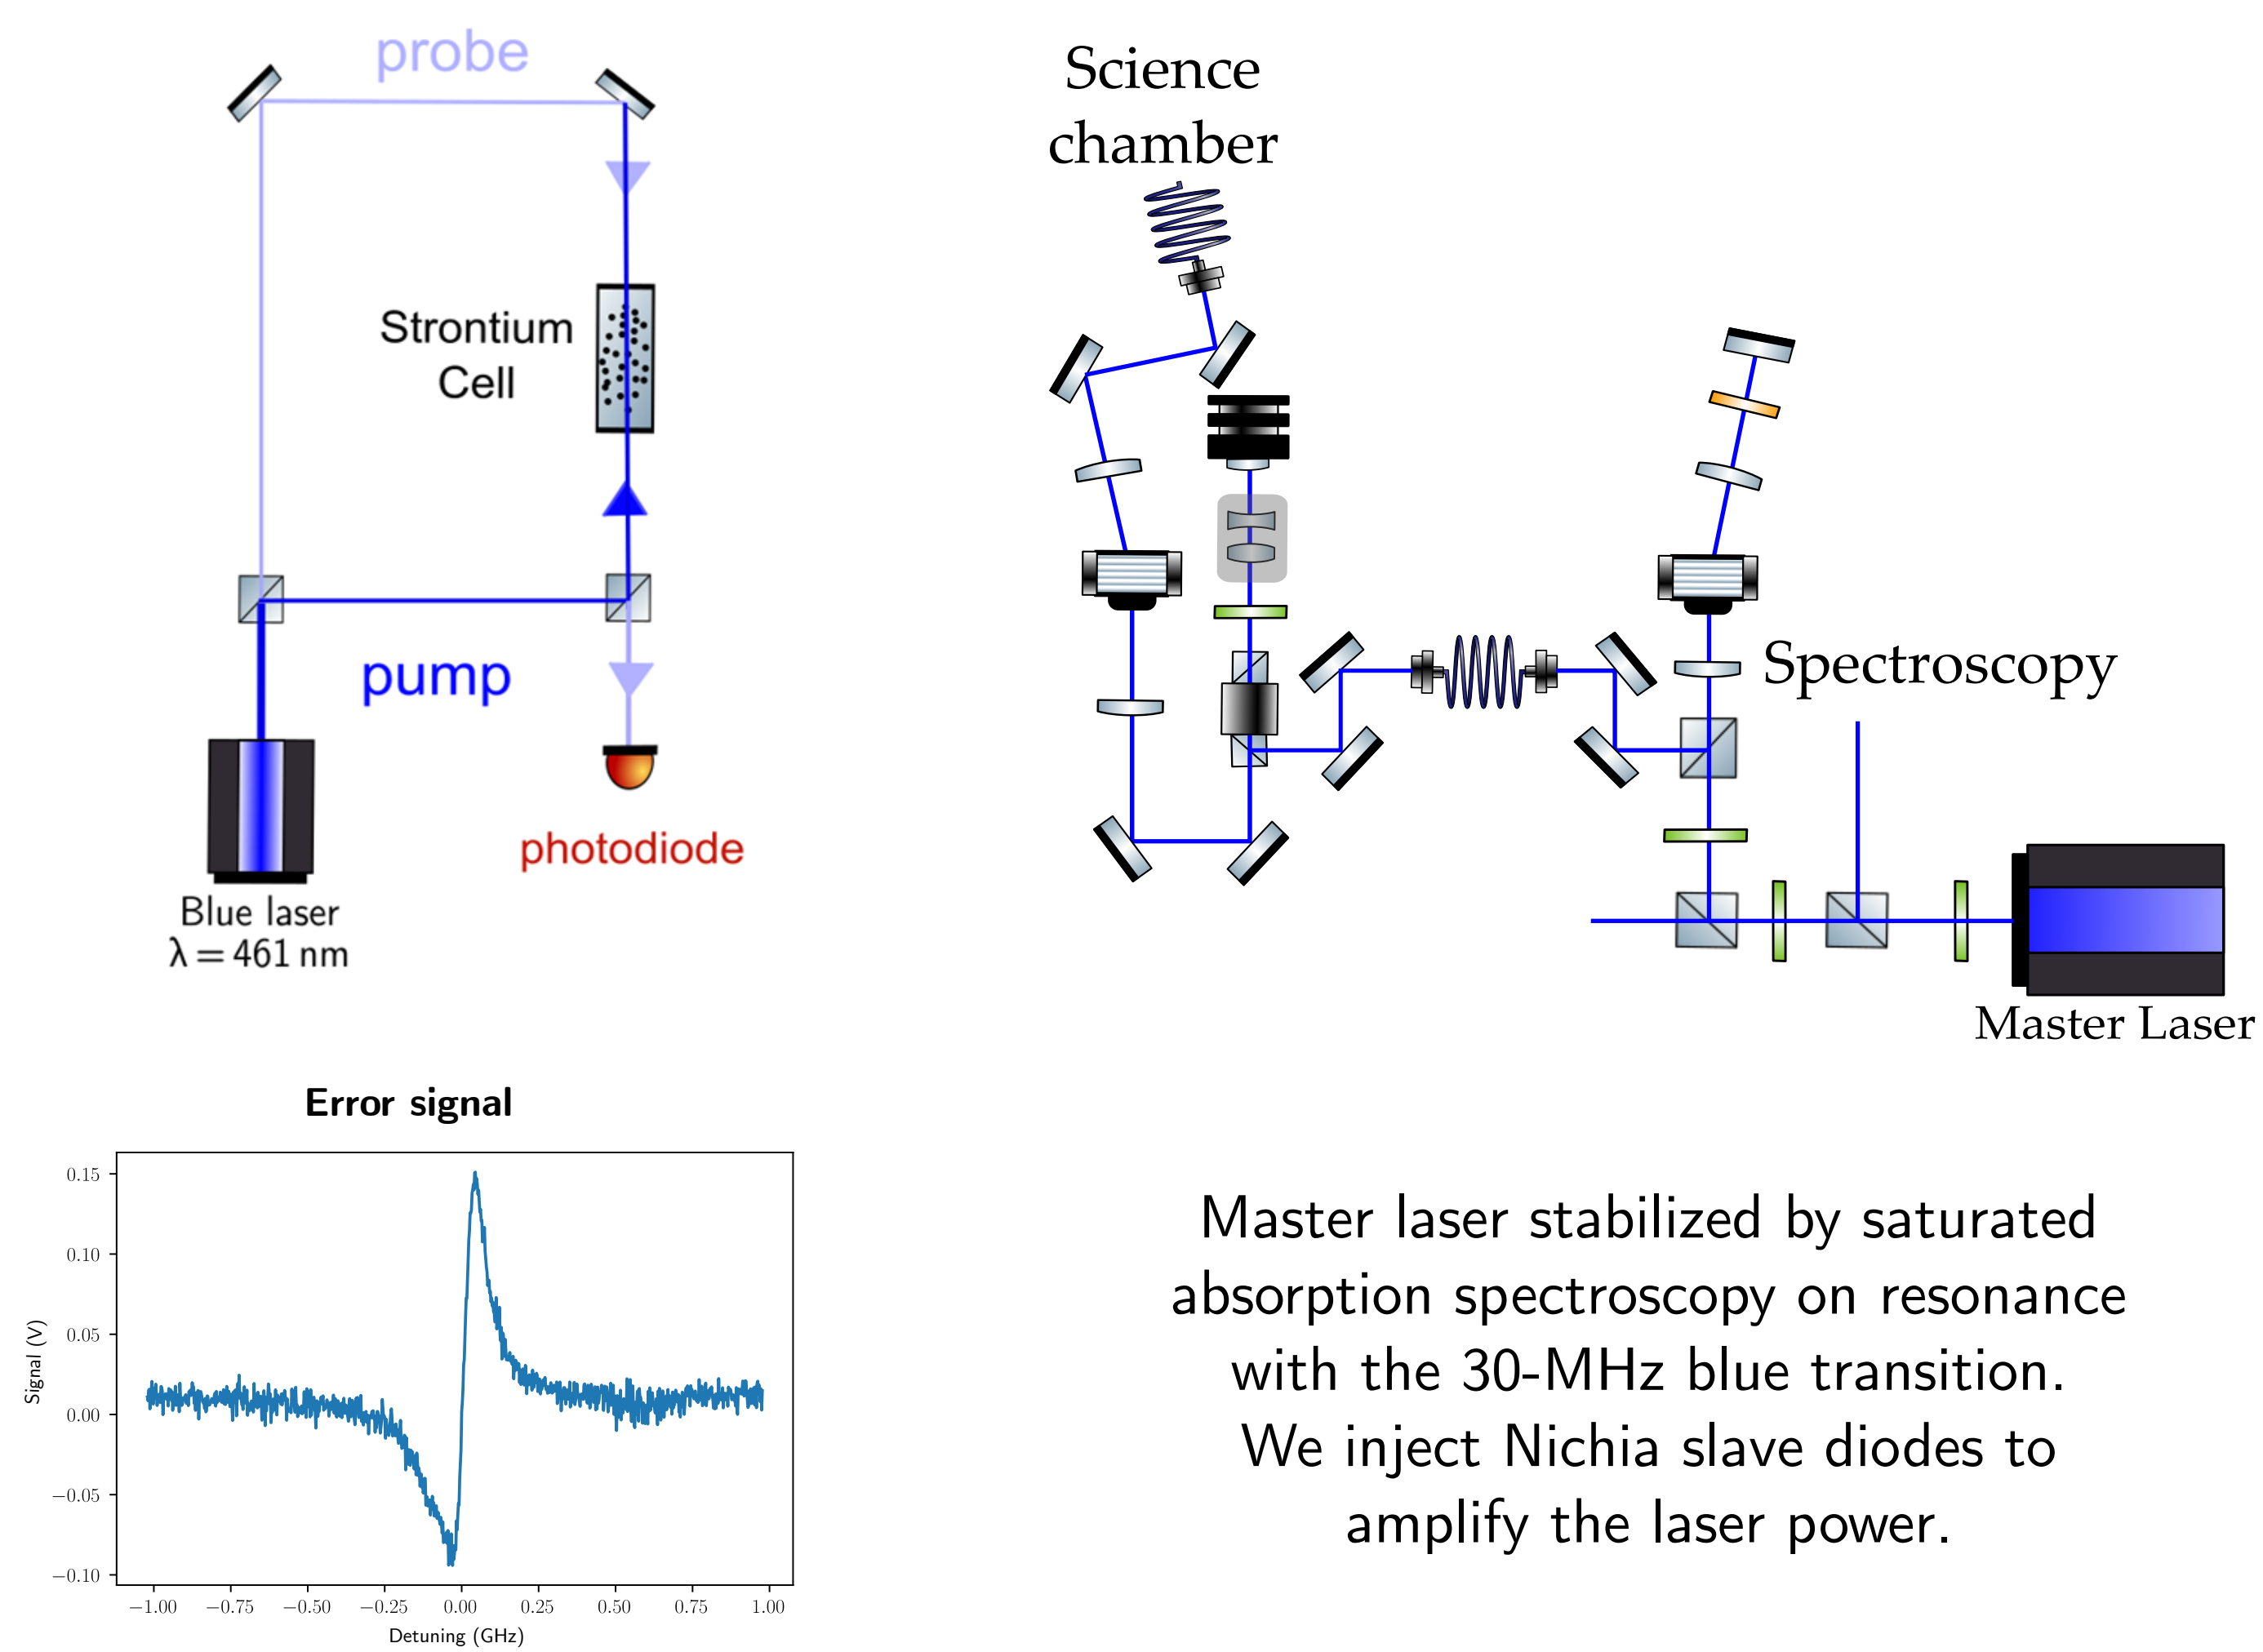 probe
Strontium
Cell
pump
photodiode
Blue laser
λ = 461 nm
Science
chamber
Spectroscopy
Master Laser
Error signal
Signal (V)
0.15
0.10
0.05
0.00
−0.05
−0.10
−1.00 −0.75 −0.50 −0.25 0.00 0.25 0.50 0.75 1.00
Detuning (GHz)
Master laser stabilized by saturated
absorption spectroscopy on resonance
with the 30-MHz blue transition.
We inject Nichia slave diodes to
amplify the laser power.